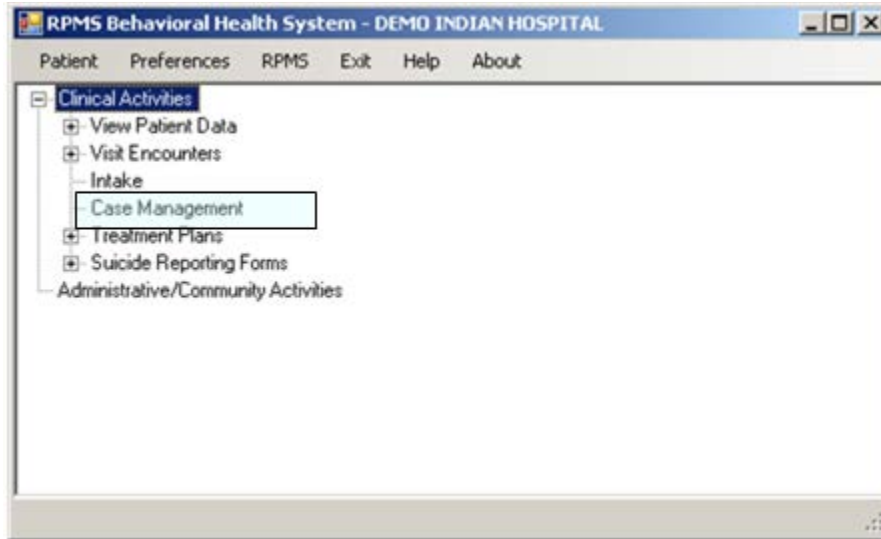 RPMS Behavioral Health System - DEMO INDIAN HOSPITAL
Patient Preferences RPMS Exit Help About
Clinical Activities
View Patient Data
Visit Encounters
Intake
Case Management
Treatment Plans
Suicide Reporting Forms
Administrative/Community Activities